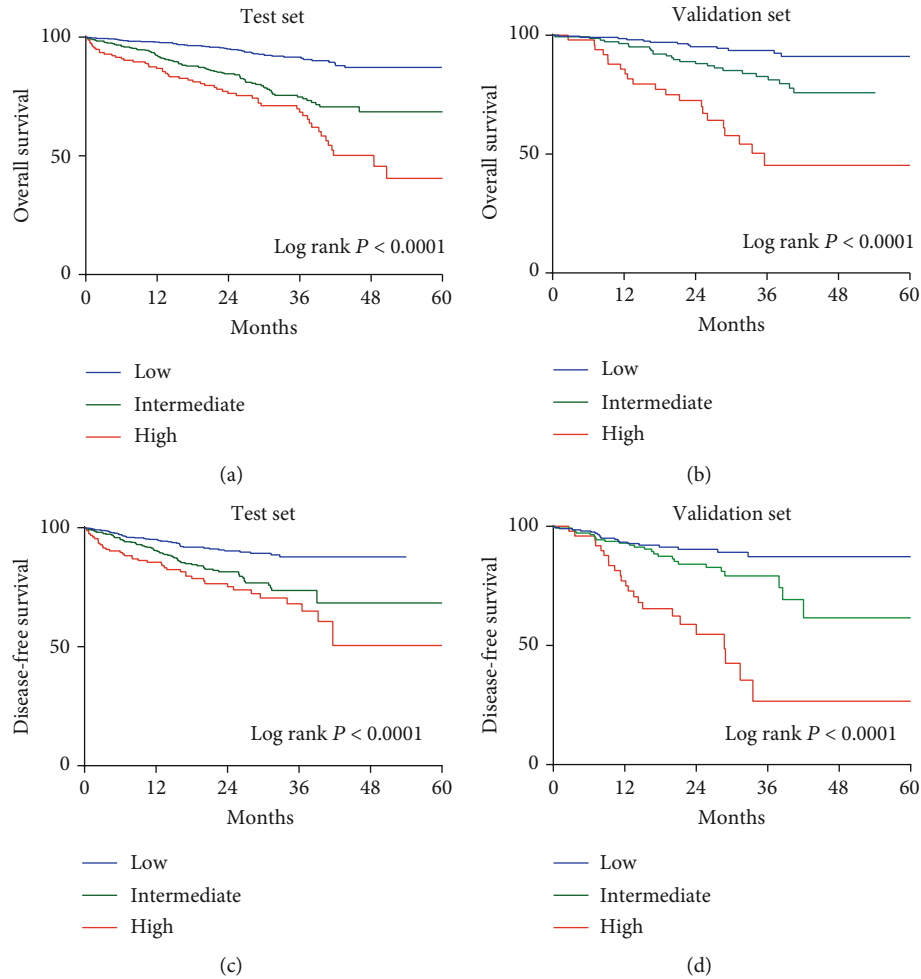 Test set
Overall survival
100
50
0
0 12 24 36 48 60
Months
Log rank P < 0.0001
Low
Intermediate
High
(a)
Validation set
Overall survival
100
50
0
0 12 24 36 48 60
Months
Log rank P < 0.0001
Low
Intermediate
High
(b)
Test set
Disease-free survival
100
50
0
0 12 24 36 48 60
Months
Log rank P < 0.0001
Low
Intermediate
High
(c)
Validation set
Disease-free survival
100
50
0
0 12 24 36 48 60
Months
Log rank P < 0.0001
Low
Intermediate
High
(d)